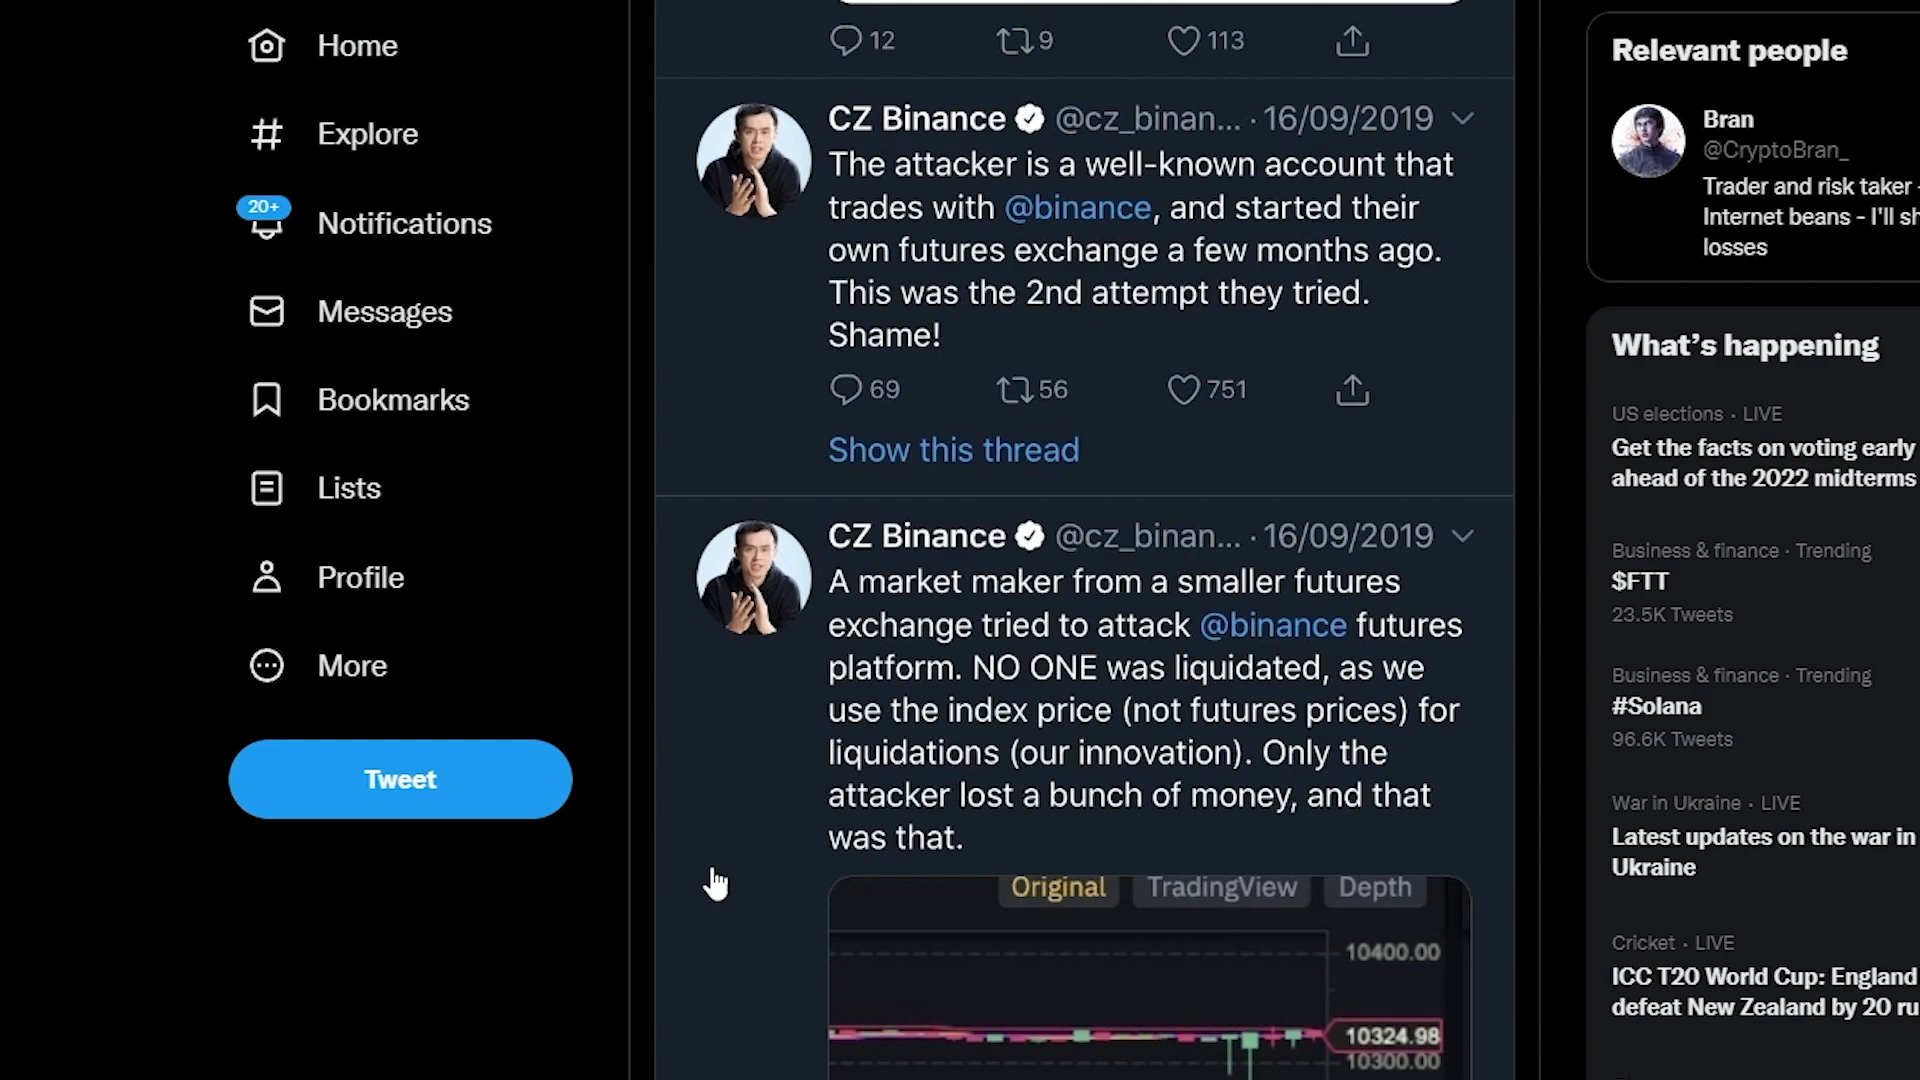 Home
Explore
20+
Notifications
Messages
Bookmarks
Lists
Profile
More
Tweet
12
9
113
CZ Binance @cz_binan... · 16/09/2019
The attacker is a well-known account that
trades with @binance, and started their
own futures exchange a few months ago.
This was the 2nd attempt they tried.
Shame!
69
56
751
Show this thread
CZ Binance @cz_binan... · 16/09/2019
A market maker from a smaller futures
exchange tried to attack @binance futures
platform. NO ONE was liquidated, as we
use the index price (not futures prices) for
liquidations (our innovation). Only the
attacker lost a bunch of money, and that
was that.
Original TradingView Depth
10400.00
10324.98
10300.00
Relevant people
Bran
@CryptoBran_
Trader and risk taker -
Internet beans - I'll sh
losses
What's happening
US elections · LIVE
Get the facts on voting early
ahead of the 2022 midterms
Business & finance · Trending
$FTT
23.5K Tweets
Business & finance · Trending
#Solana
96.6K Tweets
War in Ukraine · LIVE
Latest updates on the war in
Ukraine
Cricket · LIVE
ICC T20 World Cup: England
defeat New Zealand by 20 ru